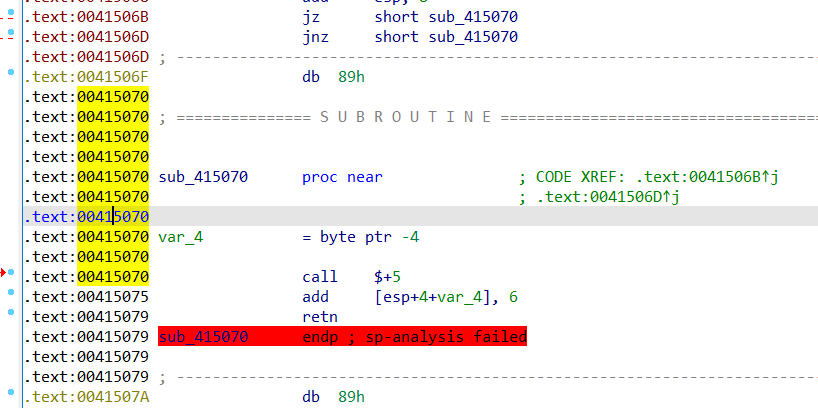 .text:0041506B jz short sub_415070
.text:0041506D jnz short sub_415070
.text:0041506D ; ---------------------------------------------------------------------------
.text:0041506F db 89h
.text:00415070
.text:00415070 ; =============== S U B R O U T I N E =======================================
.text:00415070
.text:00415070
.text:00415070 sub_415070 proc near ; CODE XREF: .text:0041506B↑j
.text:00415070 ; .text:0041506D↑j
.text:00415070
.text:00415070 var_4 = byte ptr -4
.text:00415070
.text:00415070 call $+5
.text:00415075 add [esp+4+var_4], 6
.text:00415079 retn
.text:00415079 sub_415070 endp ; sp-analysis failed
.text:00415079
.text:00415079 ; ---------------------------------------------------------------------------
.text:0041507A db 89h